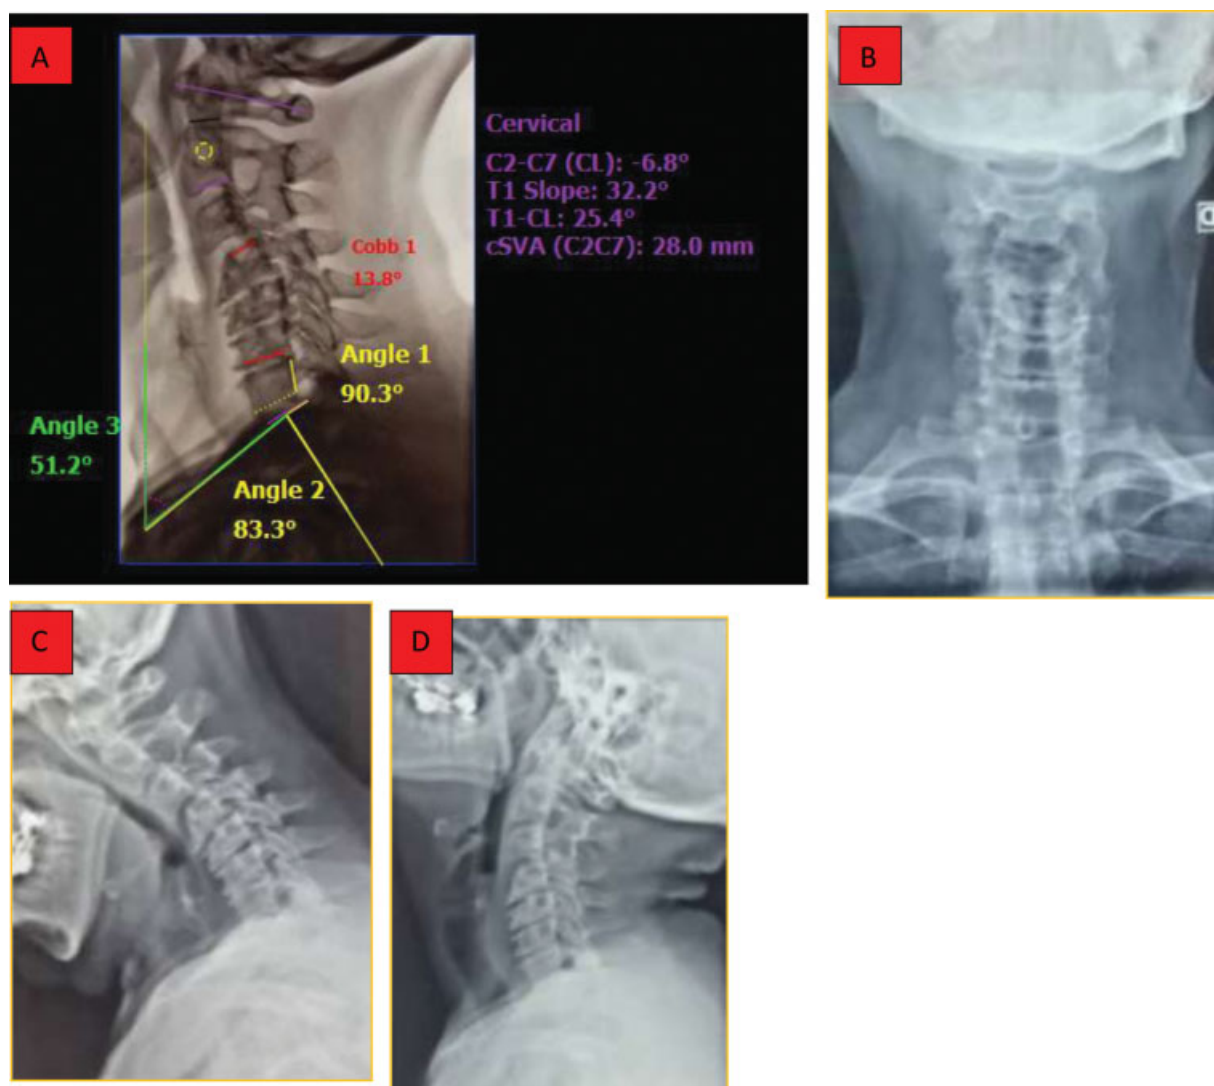 A
Cervical
C2-C7 (CL): -6.8°
T1 Slope: 32.2°
T1-CL: 25.4°
cSVA (C2C7): 28.0 mm
Cobb 1
13.8°
Angle 1
90.3°
Angle 3
51.2°
Angle 2
83.3°
B
C
D